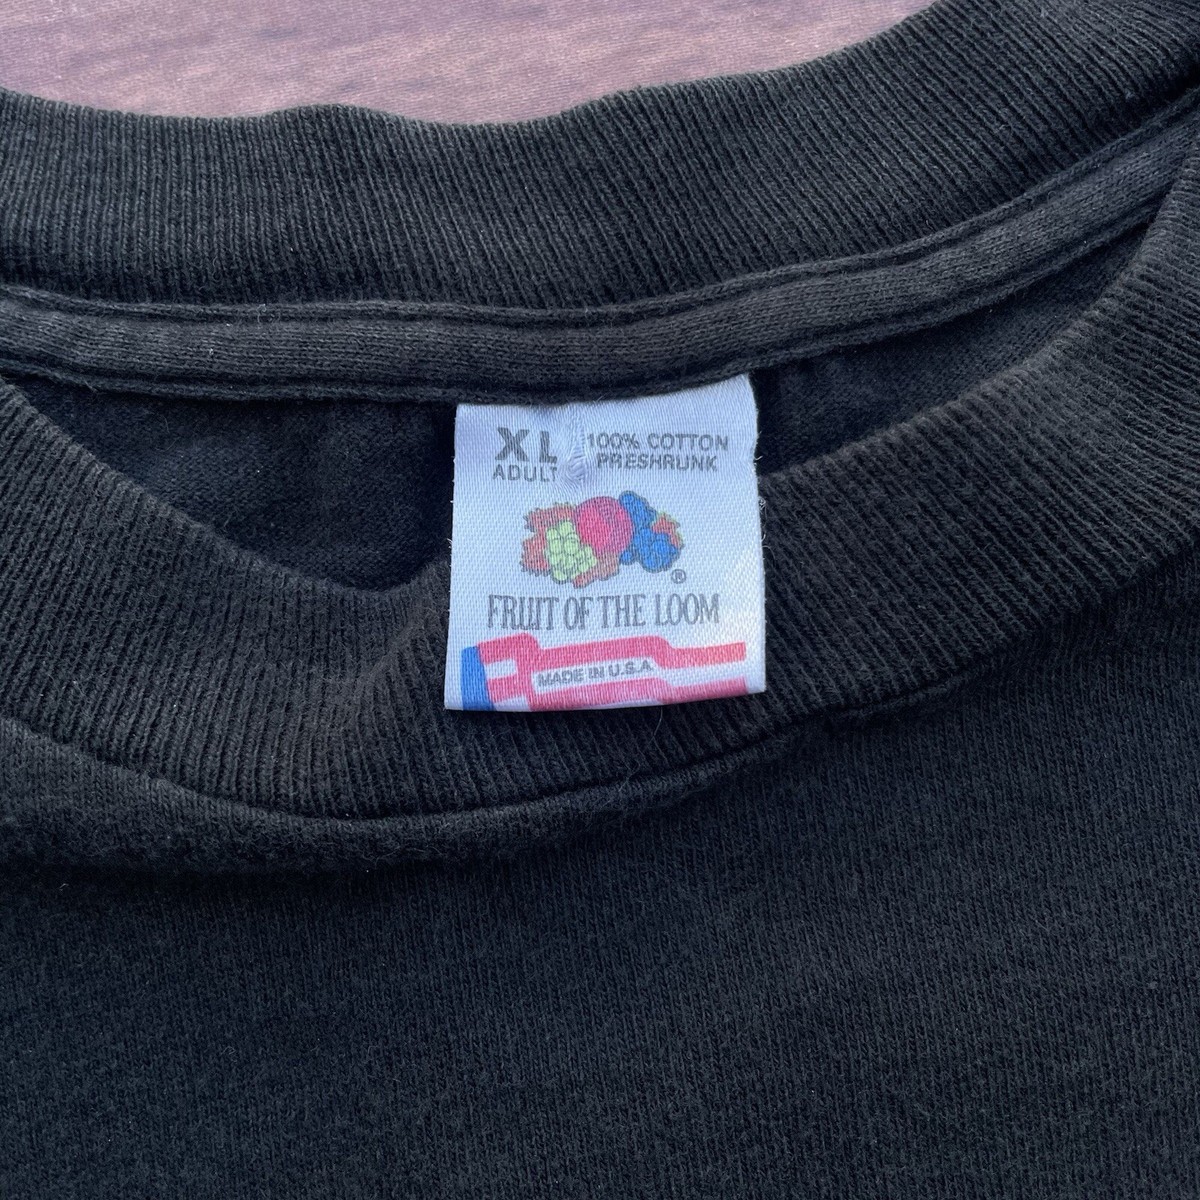 XL 100% COTTON
ADULT PRESHRUNK
®
FRUIT OF THE LOOM
MADE IN U.S.A